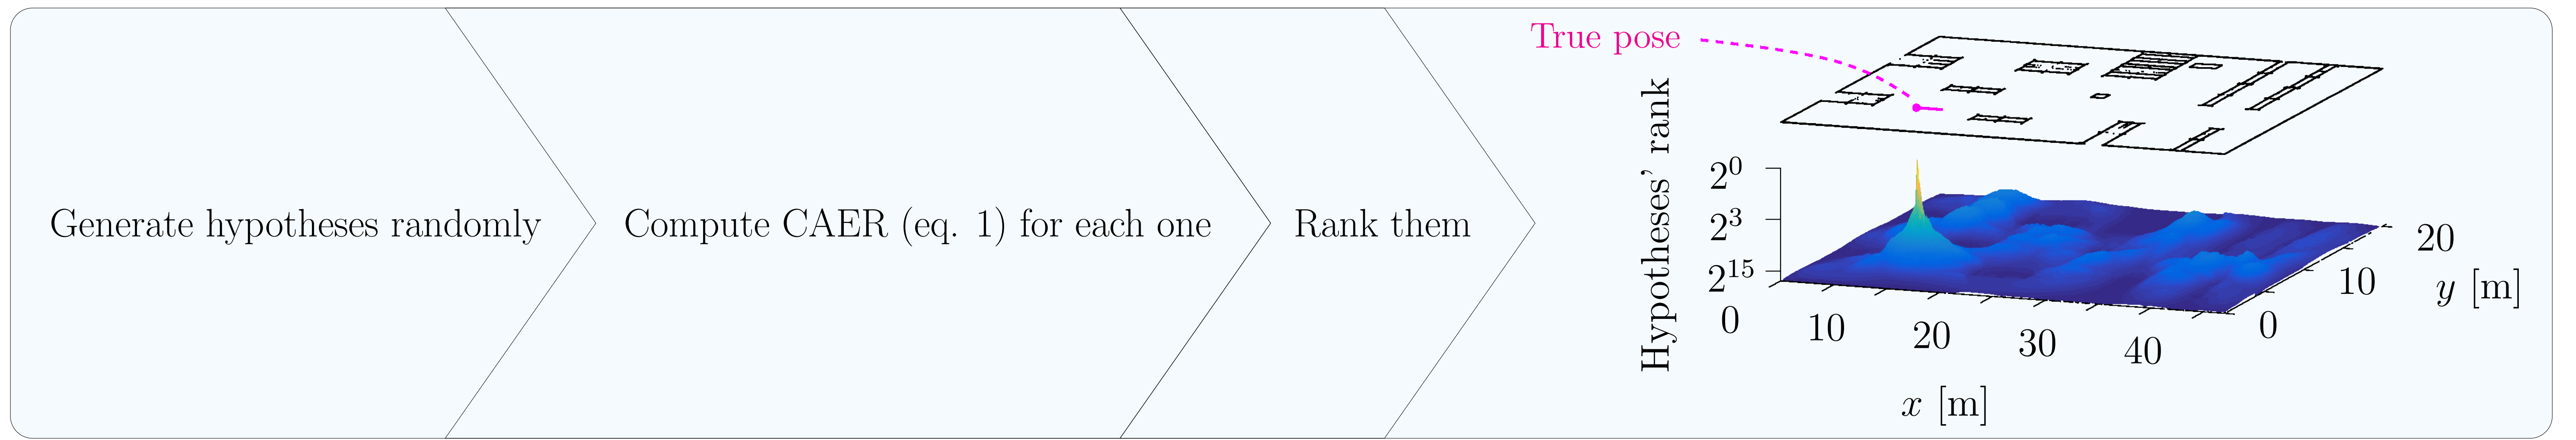 Generate hypotheses randomly
Compute CAER (eq. 1) for each one
Rank them
True pose
Hypotheses' rank
2^0
2^3
2^15
0
10
20
30
40
x [m]
0
10
20
y [m]